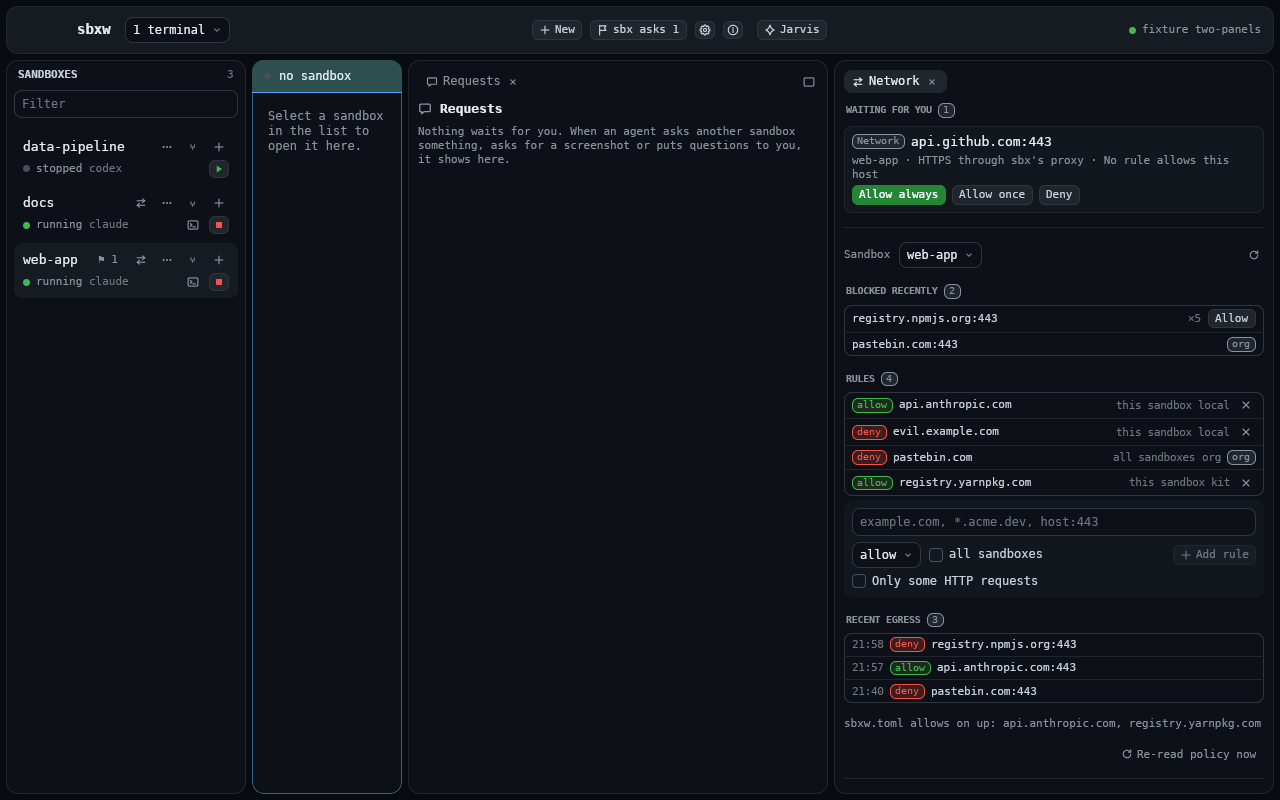 sbxw 1 terminal New sbx asks 1 Jarvis fixture two-panels
SANDBOXES 3
Filter
data-pipeline
stopped codex
docs
running claude
web-app 1
running claude
no sandbox
Select a sandbox
in the list to
open it here.
Requests ×
Requests
Nothing waits for you. When an agent asks another sandbox
something, asks for a screenshot or puts questions to you,
it shows here.
Network ×
WAITING FOR YOU 1
Network api.github.com:443
web-app · HTTPS through sbx's proxy · No rule allows this
host
Allow always Allow once Deny
Sandbox web-app
BLOCKED RECENTLY 2
registry.npmjs.org:443 ×5 Allow
pastebin.com:443 org
RULES 4
allow api.anthropic.com this sandbox local ×
deny evil.example.com this sandbox local ×
deny pastebin.com all sandboxes org org
allow registry.yarnpkg.com this sandbox kit ×
example.com, *.acme.dev, host:443
allow all sandboxes Add rule
Only some HTTP requests
RECENT EGRESS 3
21:58 deny registry.npmjs.org:443
21:57 allow api.anthropic.com:443
21:40 deny pastebin.com:443
sbxw.toml allows on up: api.anthropic.com, registry.yarnpkg.com
Re-read policy now